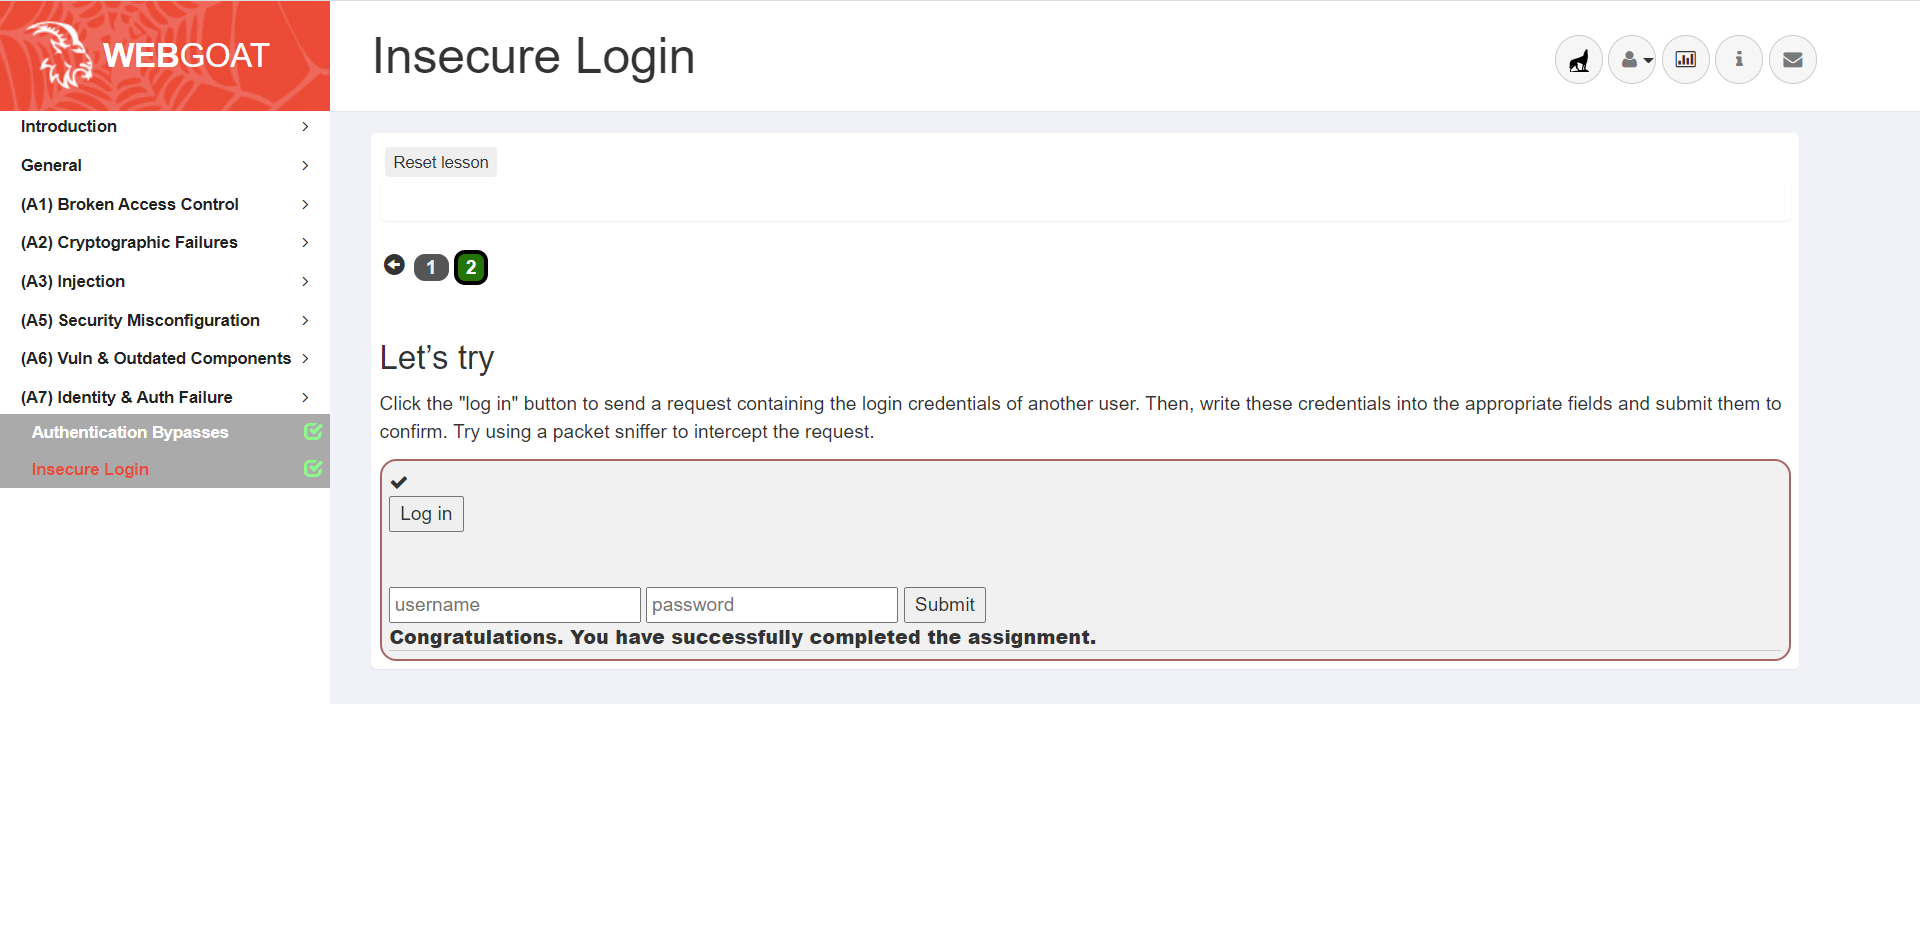 WEBGOAT
Insecure Login
Introduction
General
(A1) Broken Access Control
(A2) Cryptographic Failures
(A3) Injection
(A5) Security Misconfiguration
(A6) Vuln & Outdated Components
(A7) Identity & Auth Failure
Authentication Bypasses
Insecure Login
Reset lesson
1 2
Let’s try
Click the "log in" button to send a request containing the login credentials of another user. Then, write these credentials into the appropriate fields and submit them to
confirm. Try using a packet sniffer to intercept the request.
Log in
username password Submit
Congratulations. You have successfully completed the assignment.